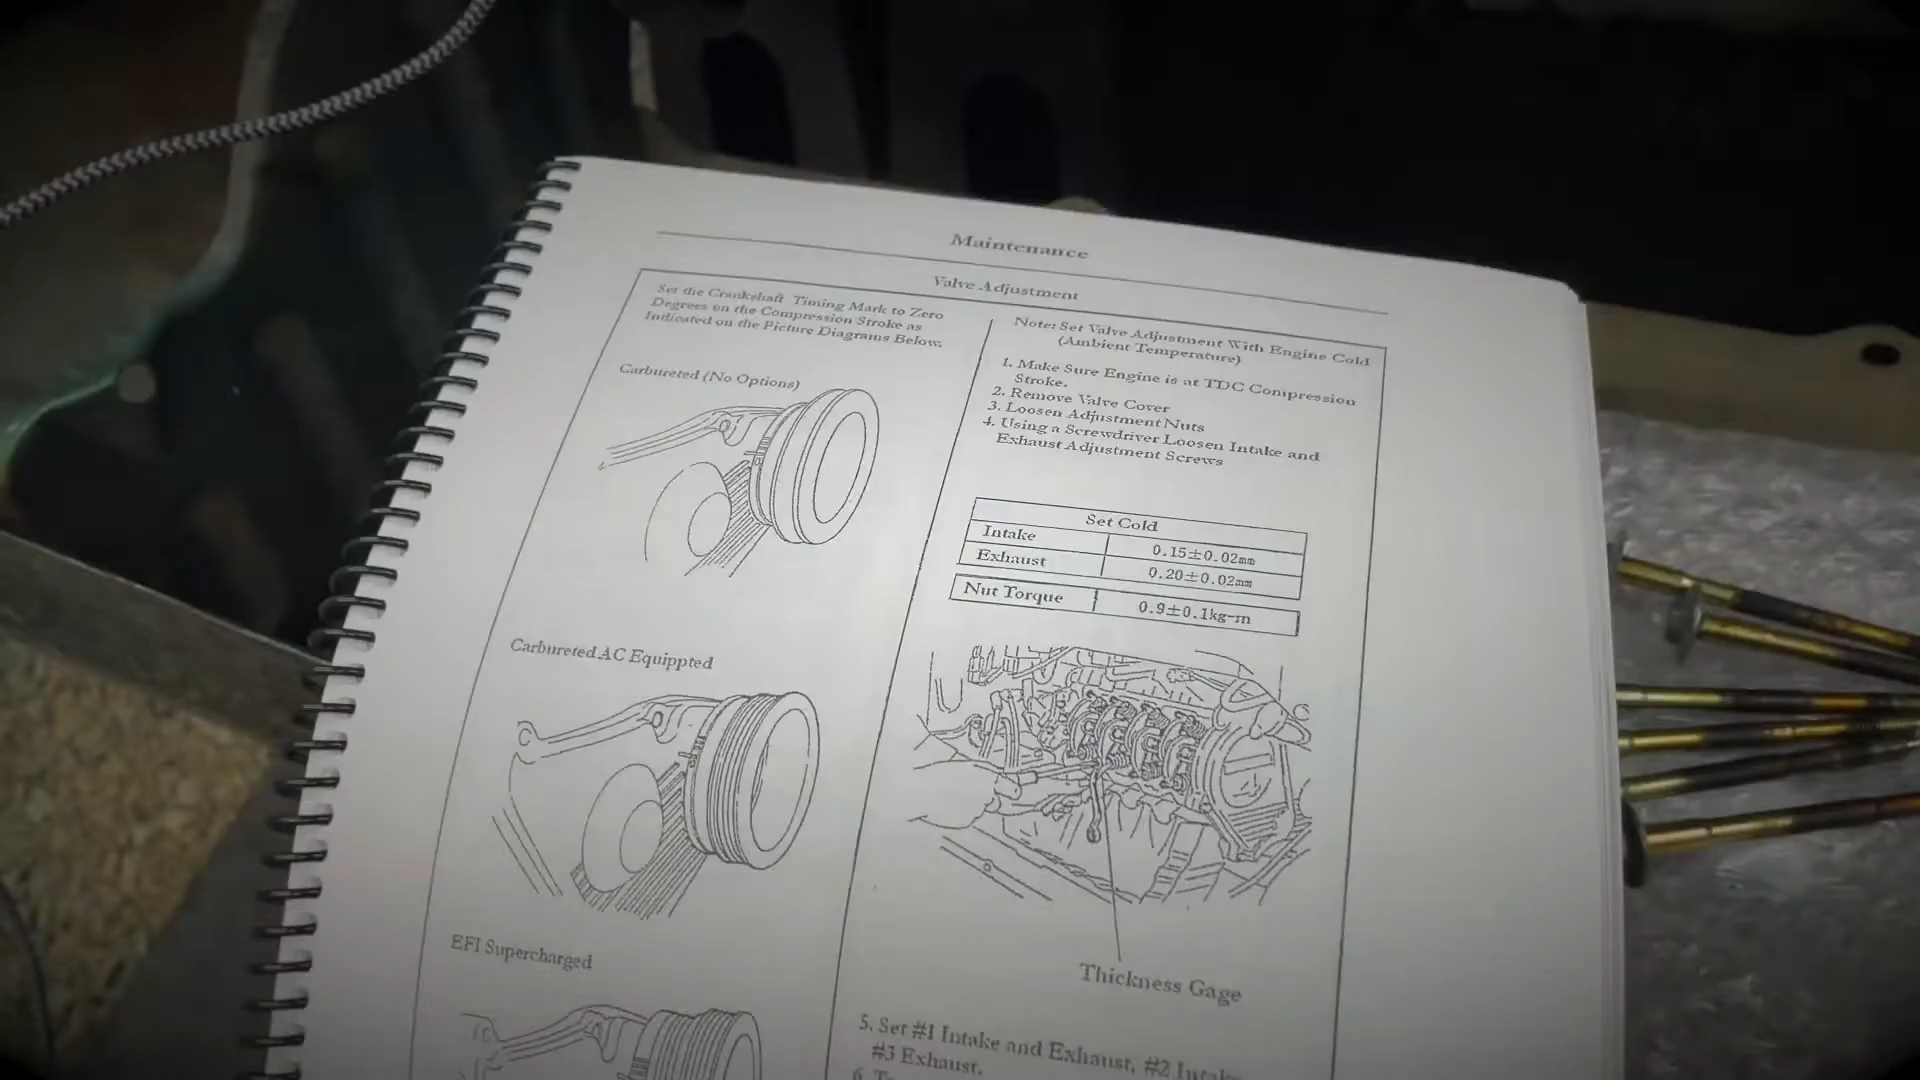 Maintenance
Valve Adjustment
Set the Crankshaft Timing Mark to Zero
Degrees on the Compression Stroke as
Indicated on the Picture Diagrams Below.
Carbureted (No Options)
Carbureted AC Equippted
EFI Supercharged
Note: Set Valve Adjustment With Engine Cold
(Ambient Temperature)
1. Make Sure Engine is at TDC Compression
Stroke.
2. Remove Valve Cover
3. Loosen Adjustment Nuts
4. Using a Screwdriver Loosen Intake and
Exhaust Adjustment Screws
Set Cold
Intake 0.15±0.02mm
Exhaust 0.20±0.02mm
Nut Torque 0.9±0.1kg-m
Thickness Gage
5. Set #1 Intake and Exhaust, #2
#3 Exhaust.
6.